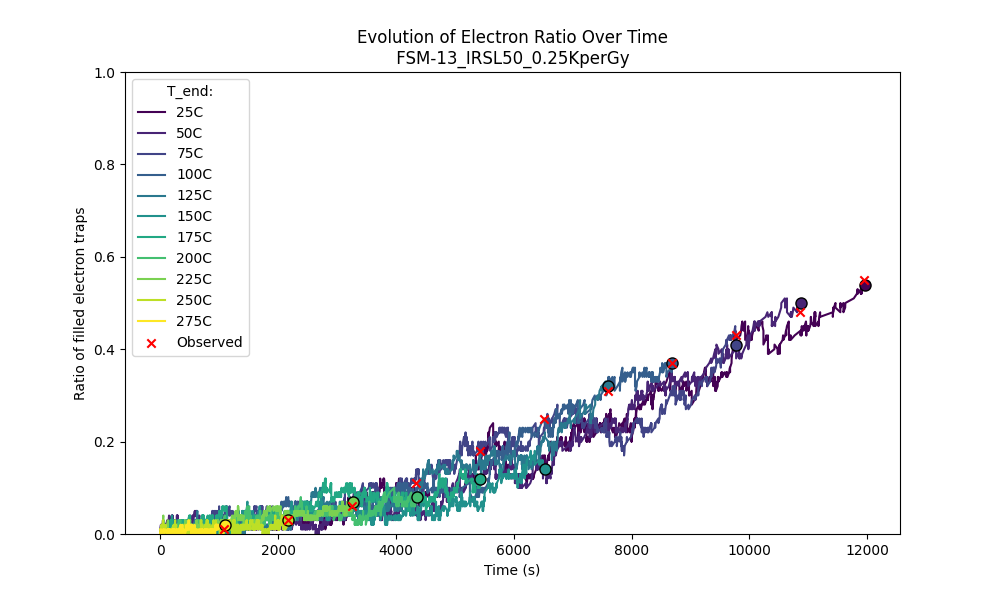 Evolution of Electron Ratio Over Time
FSM-13_IRSL50_0.25KperGy
Ratio of filled electron traps
1.0
0.8
0.6
0.4
0.2
0.0
T_end:
25C
50C
75C
100C
125C
150C
175C
200C
225C
250C
275C
Observed
0
2000
4000
6000
8000
10000
12000
Time (s)